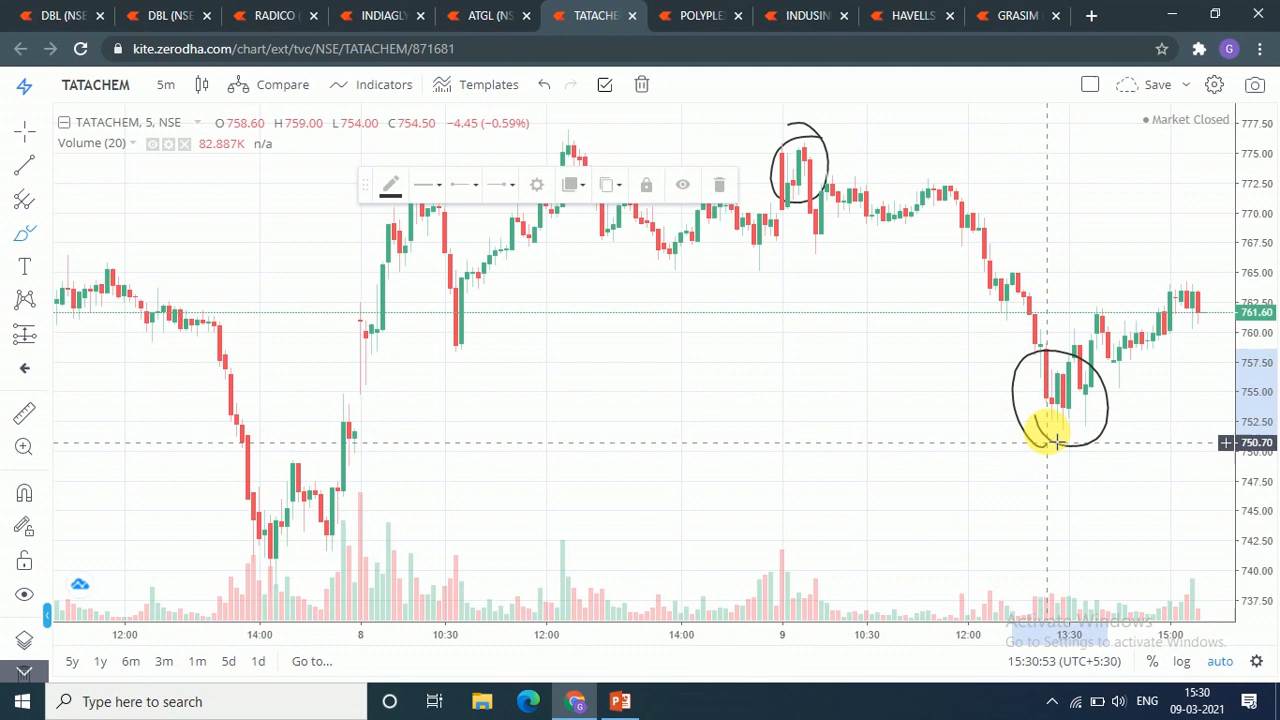 DBL (NSE
DBL (NSE
RADICO (
INDIAGLY
ATGL (NS
TATACHE
POLYPLE
INDUSIN
HAVELLS
GRASIM (
kite.zerodha.com/chart/ext/tvc/NSE/TATACHEM/871681
G
TATACHEM 5m Compare Indicators Templates Save
TATACHEM, 5, NSE O758.60 H759.00 L754.00 C754.50 −4.45 (−0.59%)
Market Closed
Volume (20) 82.887K n/a
777.50
775.00
772.50
770.00
767.50
765.00
762.50
761.60
760.00
757.50
755.00
752.50
750.70
750.00
747.50
745.00
742.50
740.00
737.50
12:00 14:00 8 10:30 12:00 14:00 9 10:30 12:00 13:30 15:00
Activate Windows
Go to Settings to activate Windows.
5y 1y 6m 3m 1m 5d 1d Go to... 15:30:53 (UTC+5:30) % log auto
Type here to search
G
ENG
15:30
09-03-2021